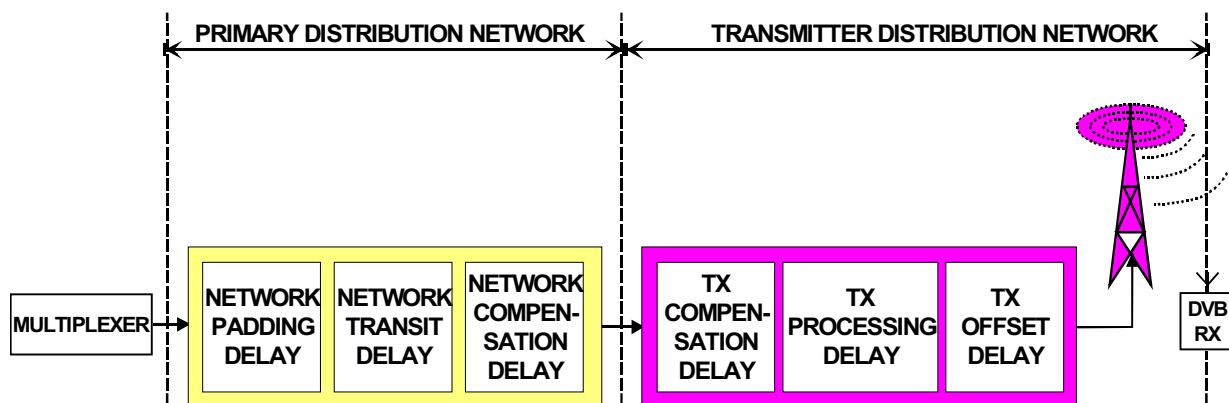 PRIMARY DISTRIBUTION NETWORK
TRANSMITTER DISTRIBUTION NETWORK
MULTIPLEXER
NETWORK
PADDING
DELAY
NETWORK
TRANSIT
DELAY
NETWORK
COMPEN-
SATION
DELAY
TX
COMPEN-
SATION
DELAY
TX
PROCESSING
DELAY
TX
OFFSET
DELAY
DVB
RX